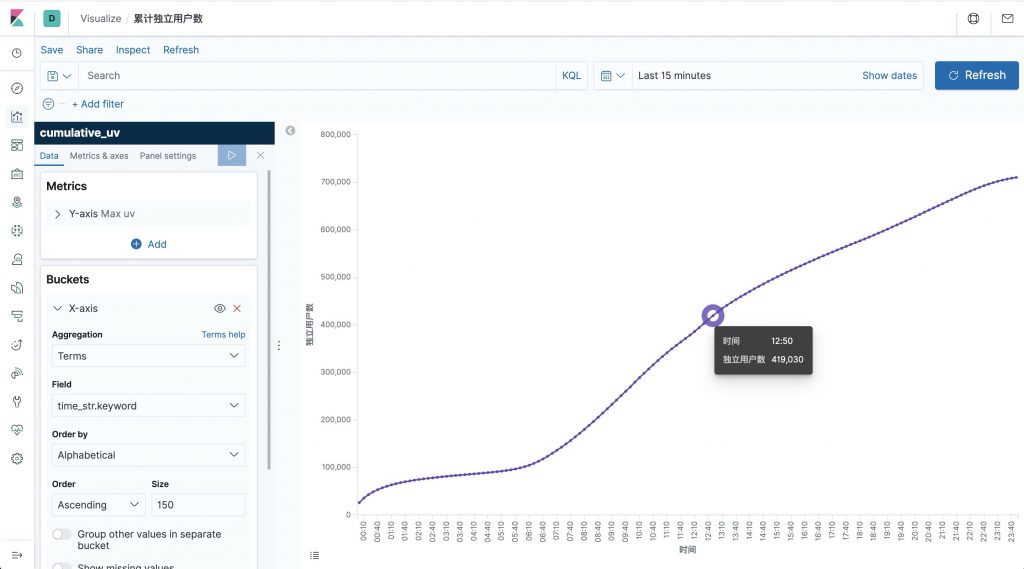 D Visualize / 累计独立用户数
Save Share Inspect Refresh
Search KQL Last 15 minutes Show dates Refresh
+ Add filter
cumulative_uv
Data Metrics & axes Panel settings
Metrics
Y-axis Max uv
Add
Buckets
X-axis
Aggregation Terms help
Terms
Field
time_str.keyword
Order by
Alphabetical
Order Size
Ascending 150
Group other values in separate
bucket
Show missing values
独立用户数
800,000
700,000
600,000
500,000
400,000
300,000
200,000
100,000
0
时间 12:50
独立用户数 419,030
00:10 00:40 01:10 01:40 02:10 02:40 03:10 03:40 04:10 04:40 05:10 05:40 06:10 06:40 07:10 07:40 08:10 08:40 09:10 09:40 10:10 10:40 11:10 11:40 12:10 12:40 13:10 13:40 14:10 14:40 15:10 15:40 16:10 16:40 17:10 17:40 18:10 18:40 19:10 19:40 20:10 20:40 21:10 21:40 22:10 22:40 23:10 23:40
时间